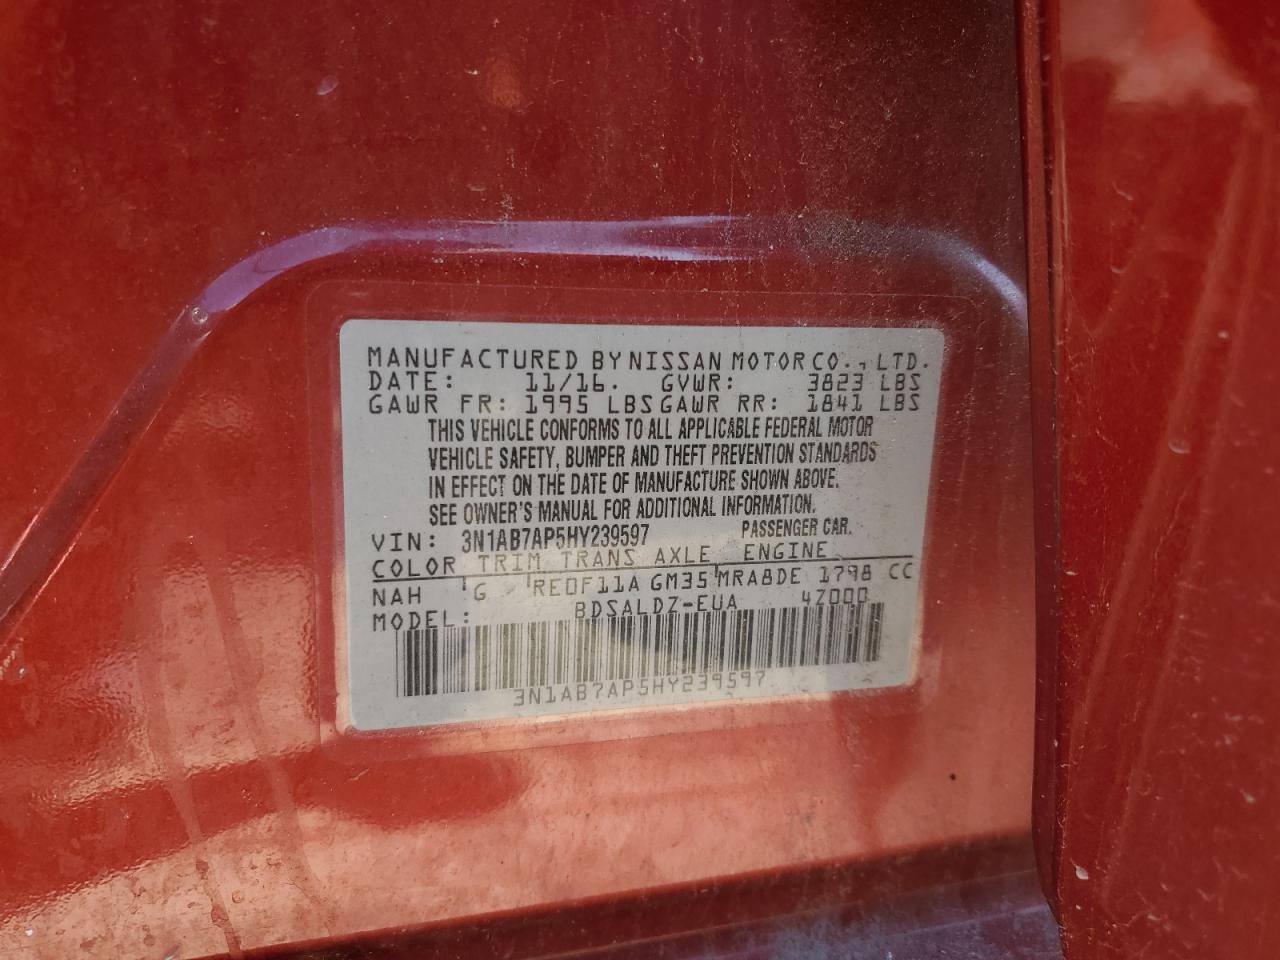 MANUFACTURED BY NISSAN MOTOR CO., LTD.
DATE: 11/16. GVWR: 3823 LBS
GAWR FR: 1995 LBS GAWR RR: 1841 LBS
THIS VEHICLE CONFORMS TO ALL APPLICABLE FEDERAL MOTOR
VEHICLE SAFETY, BUMPER AND THEFT PREVENTION STANDARDS
IN EFFECT ON THE DATE OF MANUFACTURE SHOWN ABOVE.
SEE OWNER'S MANUAL FOR ADDITIONAL INFORMATION.
VIN: 3N1AB7AP5HY239597 PASSENGER CAR.
COLOR TRIM TRANS AXLE ENGINE
NAH G RE0F11A GM35 MRA8DE 1798 CC
MODEL: BDSALDZ-EUA 4Z000
3N1AB7AP5HY239597